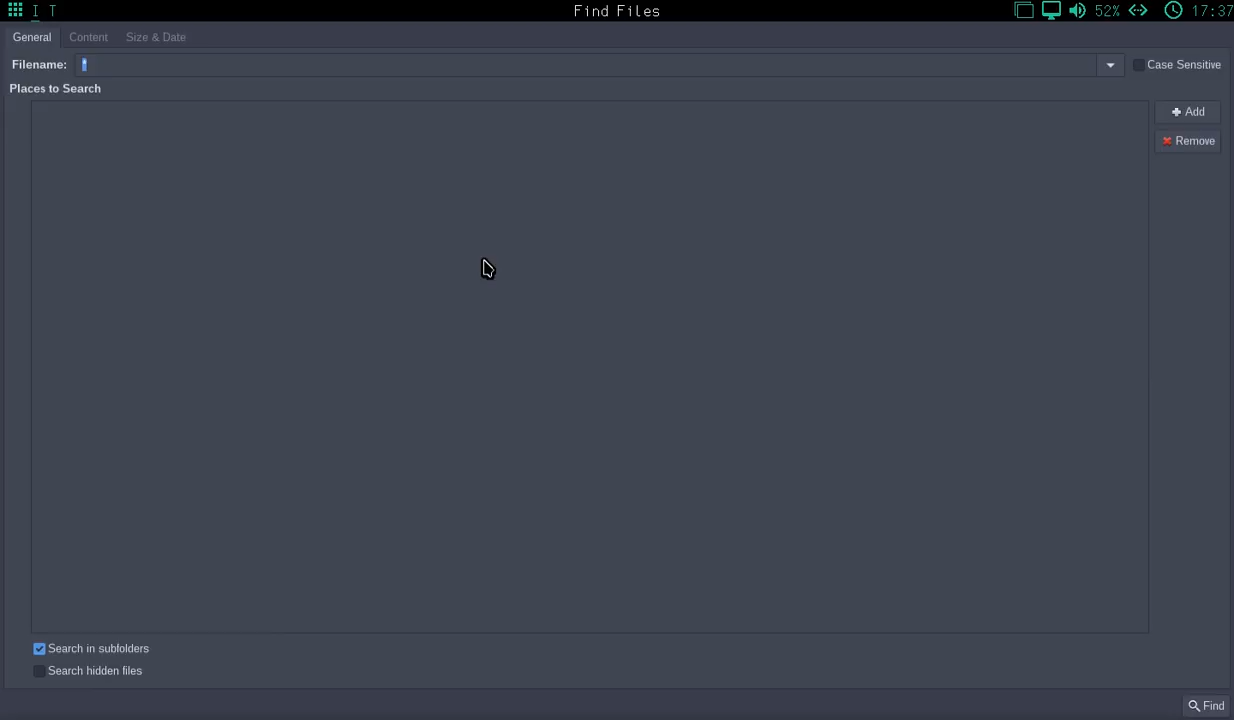 I T Find Files 52% 17:37
General Content Size & Date
Filename: * Case Sensitive
Places to Search
Add
Remove
Search in subfolders
Search hidden files
Find